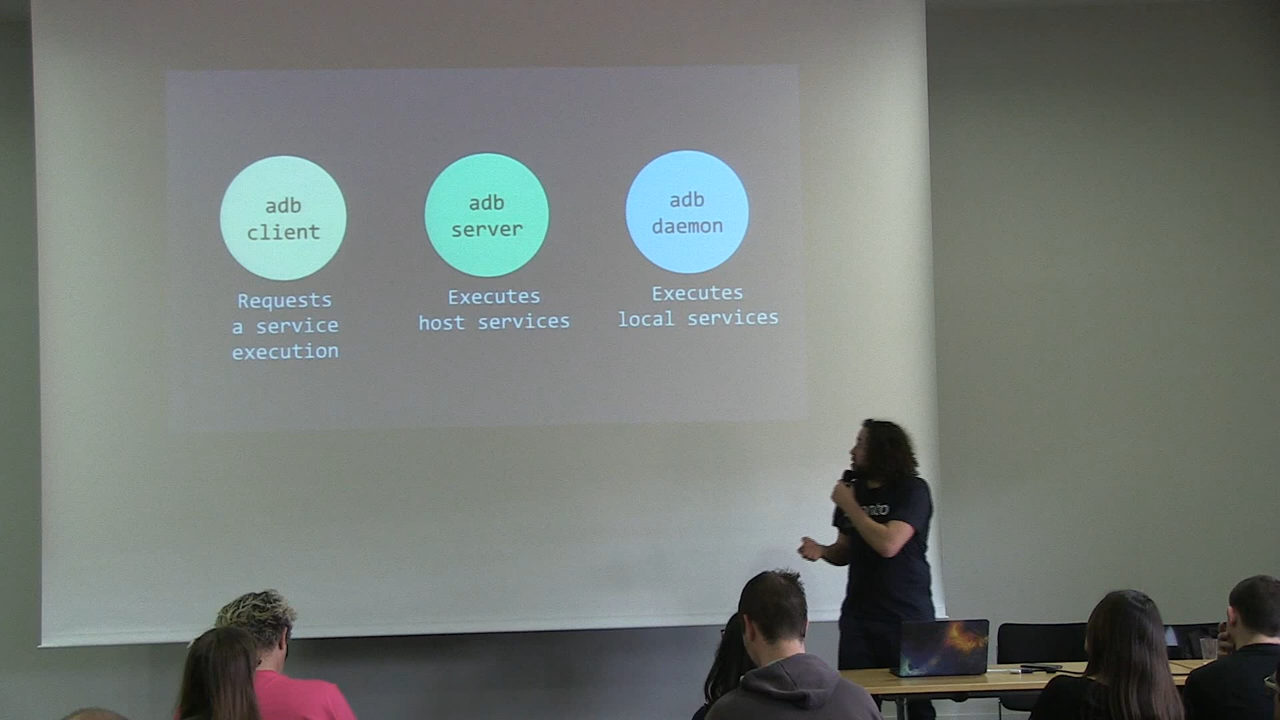 adb
client
adb
server
adb
daemon
Requests
a service
execution
Executes
host services
Executes
local services